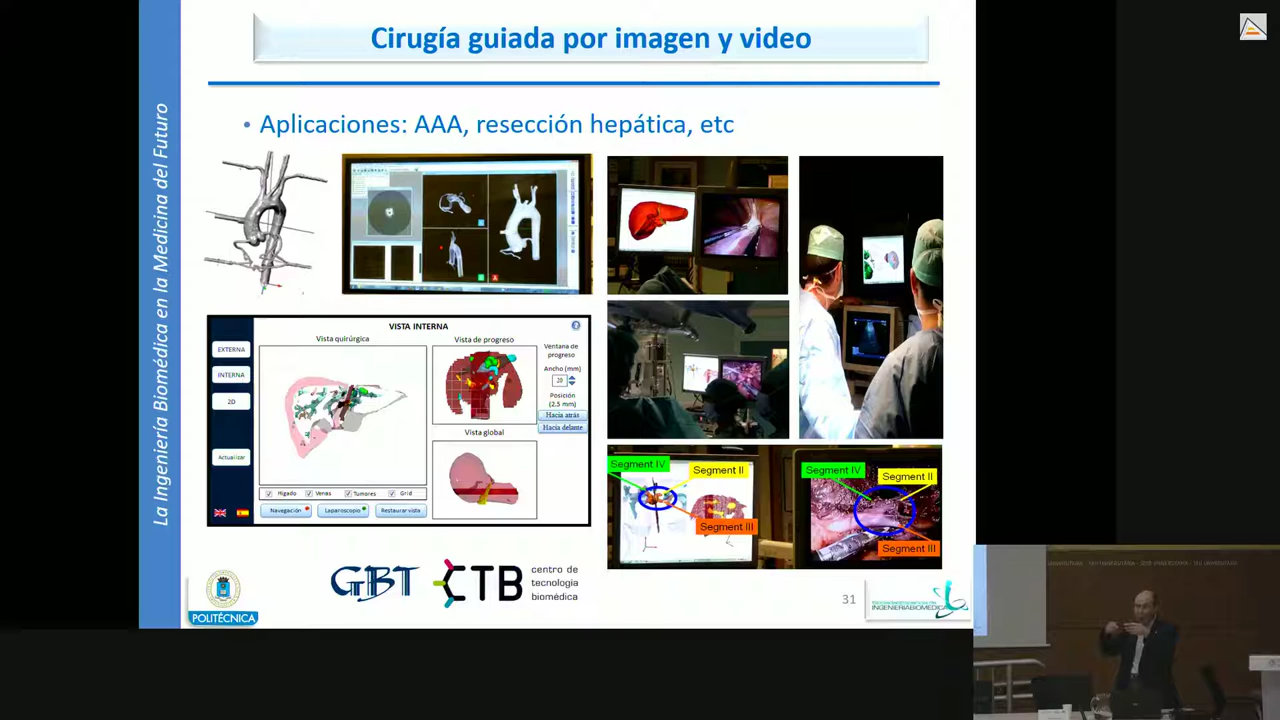 Cirugía guiada por imagen y video
La Ingeniería Biomédica en la Medicina del Futuro
• Aplicaciones: AAA, resección hepática, etc
VISTA INTERNA
Vista quirúrgica
Vista de progreso
Ventana de
progreso
Ancho (mm)
20
Posición
(2.5 mm)
Hacia atrás
Hacia delante
EXTERNA
INTERNA
2D
Actualizar
Vista global
Hígado
Venas
Tumores
Grid
Navegación
Laparoscopio
Restaurar vista
Segment IV
Segment II
Segment III
Segment IV
Segment II
Segment III
POLITÉCNICA
GBT
CTB
centro de
tecnología
biomédica
31
INGENIERIABIOMEDICA